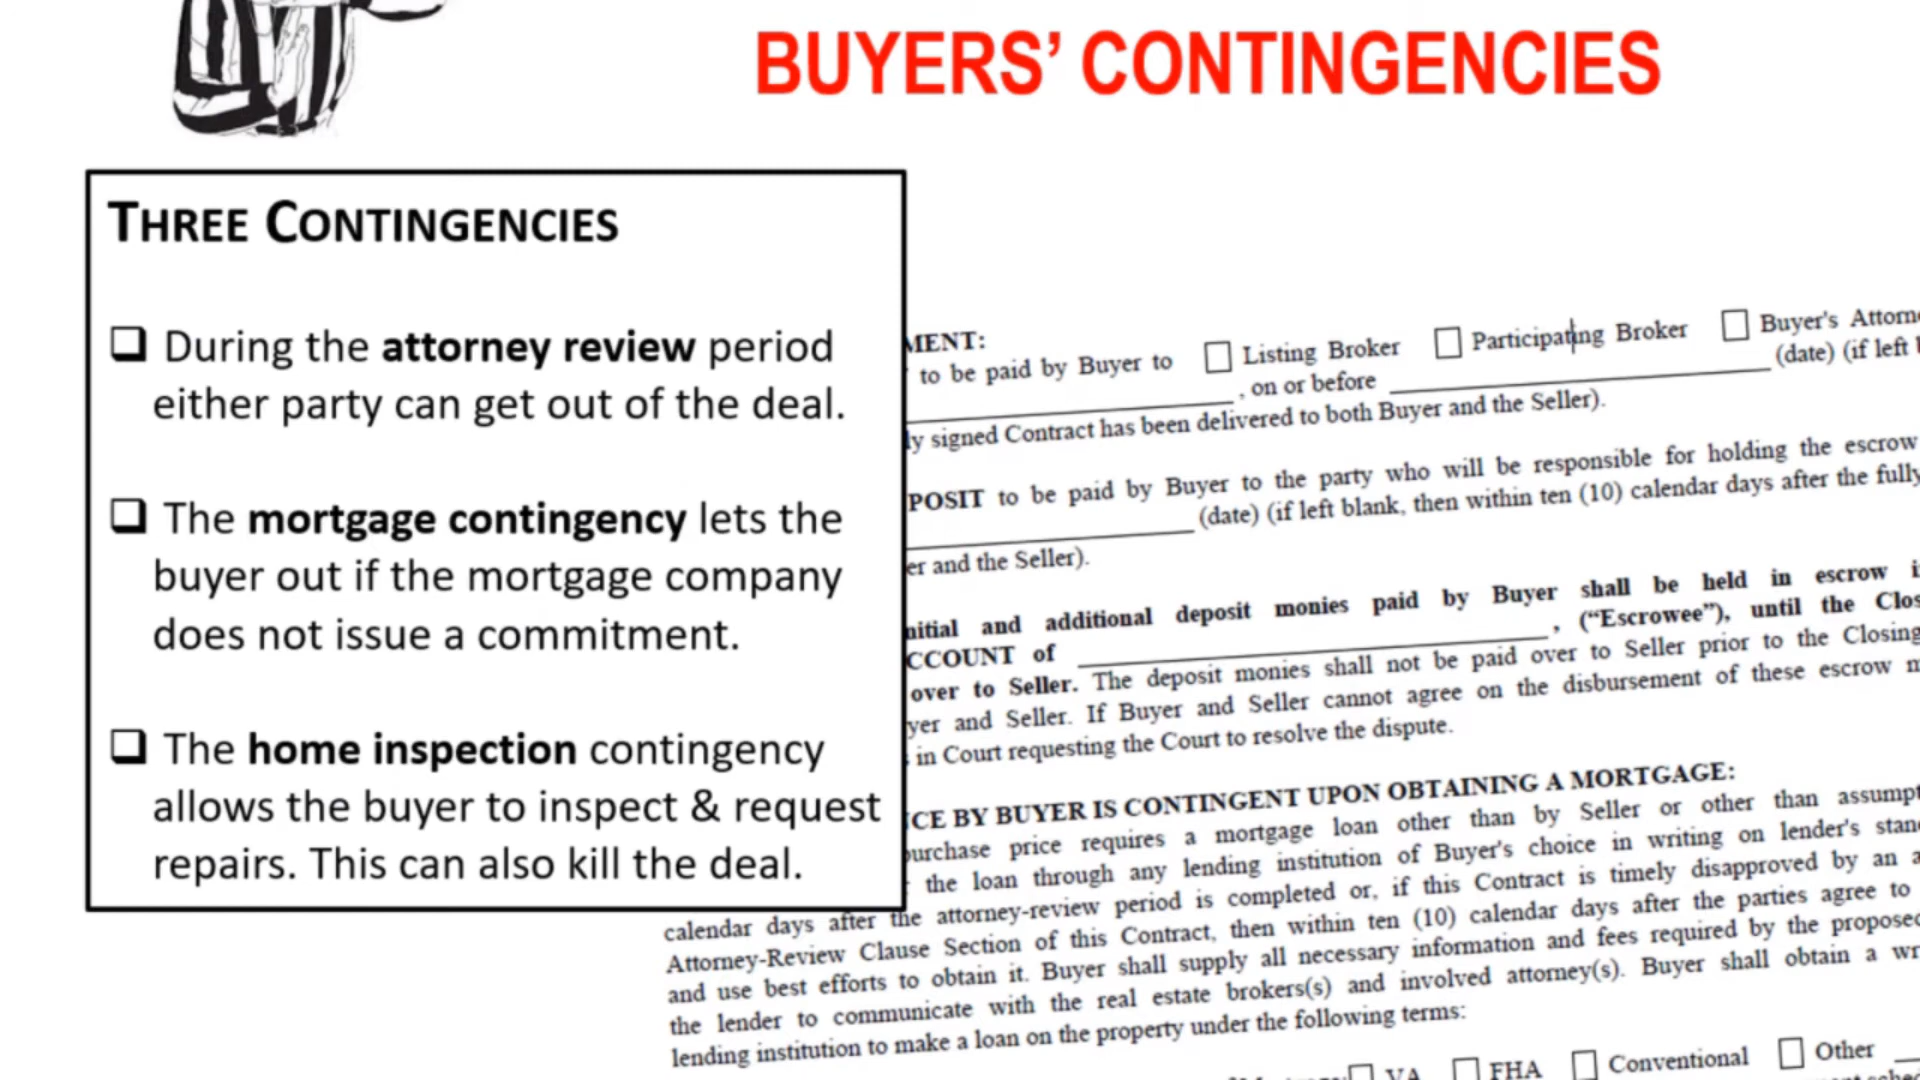 BUYERS’ CONTINGENCIES
THREE CONTINGENCIES
❑ During the attorney review period
either party can get out of the deal.
❑ The mortgage contingency lets the
buyer out if the mortgage company
does not issue a commitment.
❑ The home inspection contingency
allows the buyer to inspect & request
repairs. This can also kill the deal.
MENT:
to be paid by Buyer to ☐ Listing Broker ☐ Participating Broker ☐ Buyer's
, on or before (date) (if left
ly signed Contract has been delivered to both Buyer and the Seller).
POSIT to be paid by Buyer to the party who will be responsible for holding the escrow
(date) (if left blank, then within ten (10) calendar days after the fully
er and the Seller).
nitial and additional deposit monies paid by Buyer shall be held in escrow
CCOUNT of , (“Escrowee”), until the
over to Seller. The deposit monies shall not be paid over to Seller prior to the Closing
yer and Seller. If Buyer and Seller cannot agree on the disbursement of these escrow
in Court requesting the Court to resolve the dispute.
CE BY BUYER IS CONTINGENT UPON OBTAINING A MORTGAGE:
purchase price requires a mortgage loan other than by Seller or other than
the loan through any lending institution of Buyer's choice in writing on lender's
calendar days after the attorney-review period is completed or, if this Contract is timely disapproved by an
Attorney-Review Clause Section of this Contract, then within ten (10) calendar days after the parties agree to
and use best efforts to obtain it. Buyer shall supply all necessary information and fees required by the
the lender to communicate with the real estate brokers(s) and involved attorney(s). Buyer shall obtain a
lending institution to make a loan on the property under the following terms:
☐ VA ☐ FHA ☐ Conventional ☐ Other